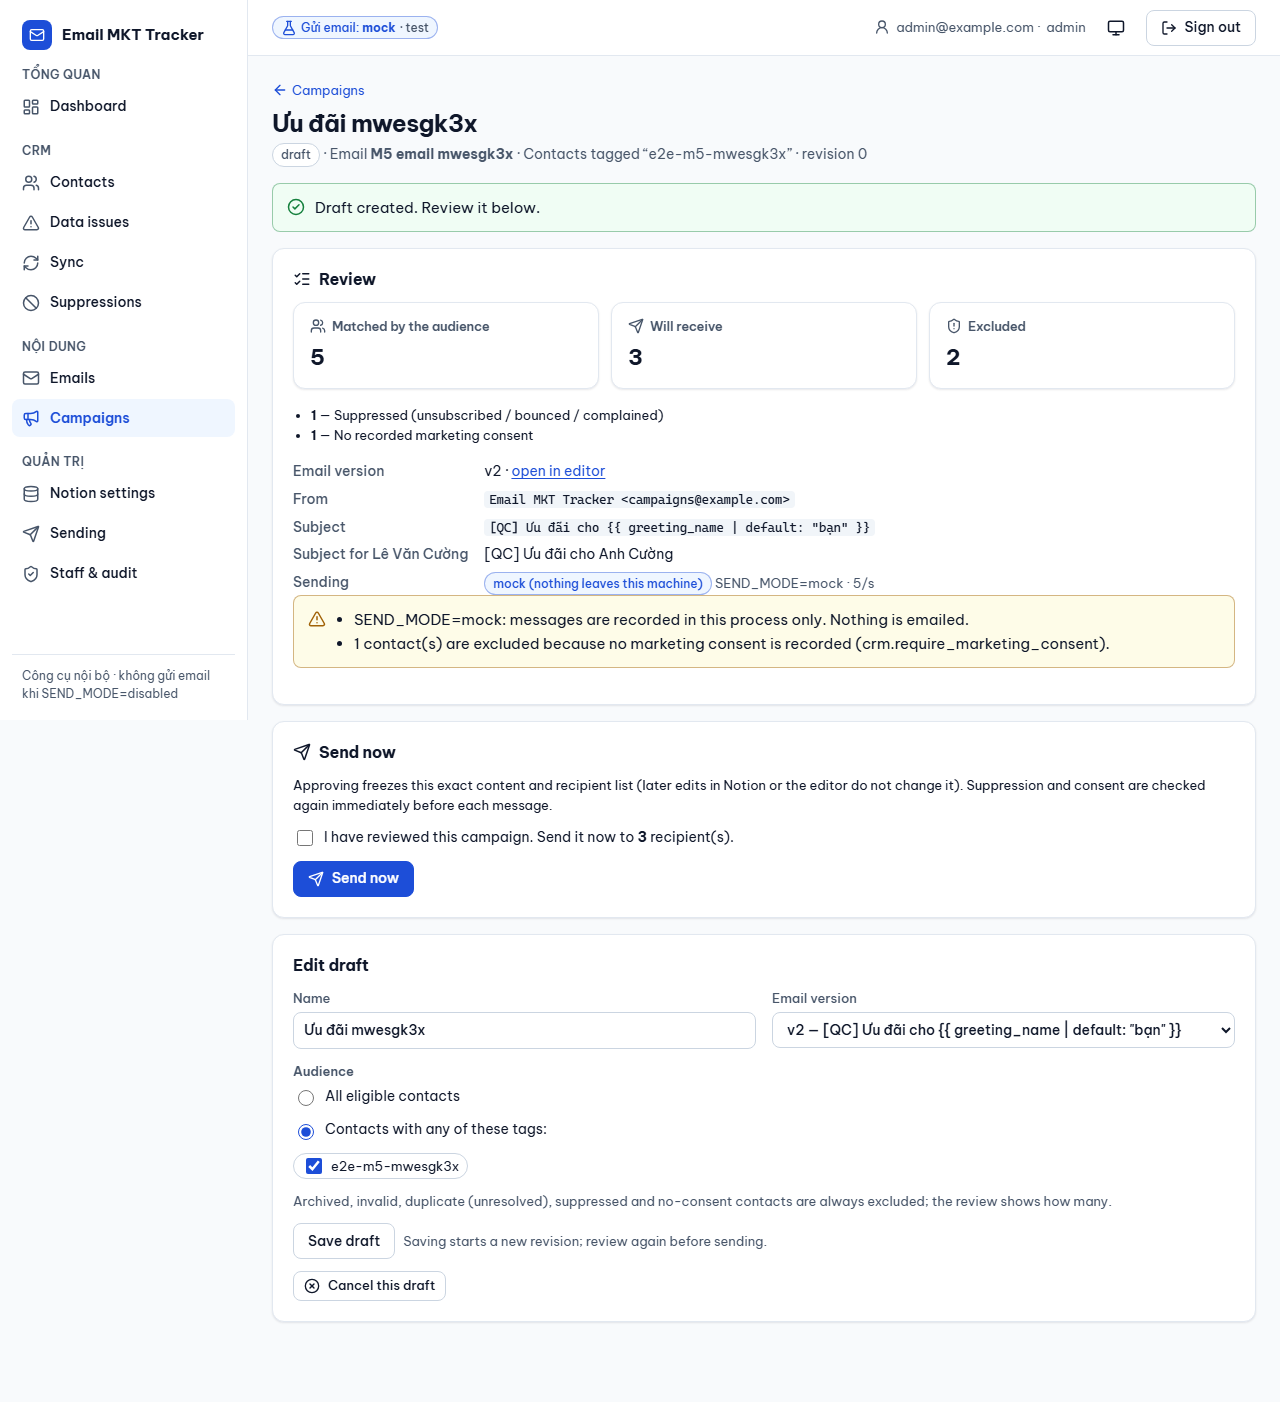 Email MKT Tracker
TỔNG QUAN
Dashboard
CRM
Contacts
Data issues
Sync
Suppressions
NỘI DUNG
Emails
Campaigns
QUẢN TRỊ
Notion settings
Sending
Staff & audit
Công cụ nội bộ · không gửi email
khi SEND_MODE=disabled
Gửi email: mock · test
admin@example.com · admin
Sign out
Campaigns
Ưu đãi mwesgk3x
draft · Email M5 email mwesgk3x · Contacts tagged “e2e-m5-mwesgk3x” · revision 0
Draft created. Review it below.
Review
Matched by the audience
5
Will receive
3
Excluded
2
1 — Suppressed (unsubscribed / bounced / complained)
1 — No recorded marketing consent
Email version v2 · open in editor
From Email MKT Tracker <campaigns@example.com>
Subject [QC] Ưu đãi cho {{ greeting_name | default: "bạn" }}
Subject for Lê Văn Cường [QC] Ưu đãi cho Anh Cường
Sending mock (nothing leaves this machine) SEND_MODE=mock · 5/s
SEND_MODE=mock: messages are recorded in this process only. Nothing is emailed.
1 contact(s) are excluded because no marketing consent is recorded (crm.require_marketing_consent).
Send now
Approving freezes this exact content and recipient list (later edits in Notion or the editor do not change it). Suppression and consent are checked
again immediately before each message.
I have reviewed this campaign. Send it now to 3 recipient(s).
Send now
Edit draft
Name
Ưu đãi mwesgk3x
Email version
v2 — [QC] Ưu đãi cho {{ greeting_name | default: "bạn" }}
Audience
All eligible contacts
Contacts with any of these tags:
e2e-m5-mwesgk3x
Archived, invalid, duplicate (unresolved), suppressed and no-consent contacts are always excluded; the review shows how many.
Save draft Saving starts a new revision; review again before sending.
Cancel this draft